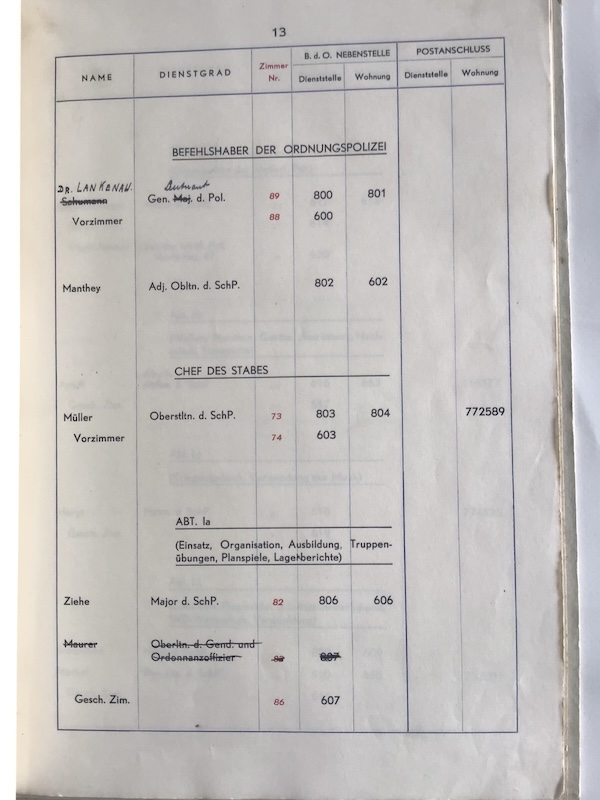 13
NAME DIENSTGRAD Zimmer Nr. B. d. O. NEBENSTELLE Dienststelle Wohnung POSTANSCHLUSS Dienststelle Wohnung
BEFEHLSHABER DER ORDNUNGSPOLIZEI
DR. LANKENAU.
Schumann Gen. Maj. d. Pol. 89 800 801
Vorzimmer 88 600
Manthey Adj. Obltn. d. SchP. 802 602
CHEF DES STABES
Müller Oberstltn. d. SchP. 73 803 804 772589
Vorzimmer 74 603
ABT. Ia
(Einsatz, Organisation, Ausbildung, Truppen-
übungen, Planspiele, Lageberichte)
Ziehe Major d. SchP. 82 806 606
Maurer Oberltn. d. Gend. und
Ordonnanzoffizier 83 807
Gesch. Zim. 86 607